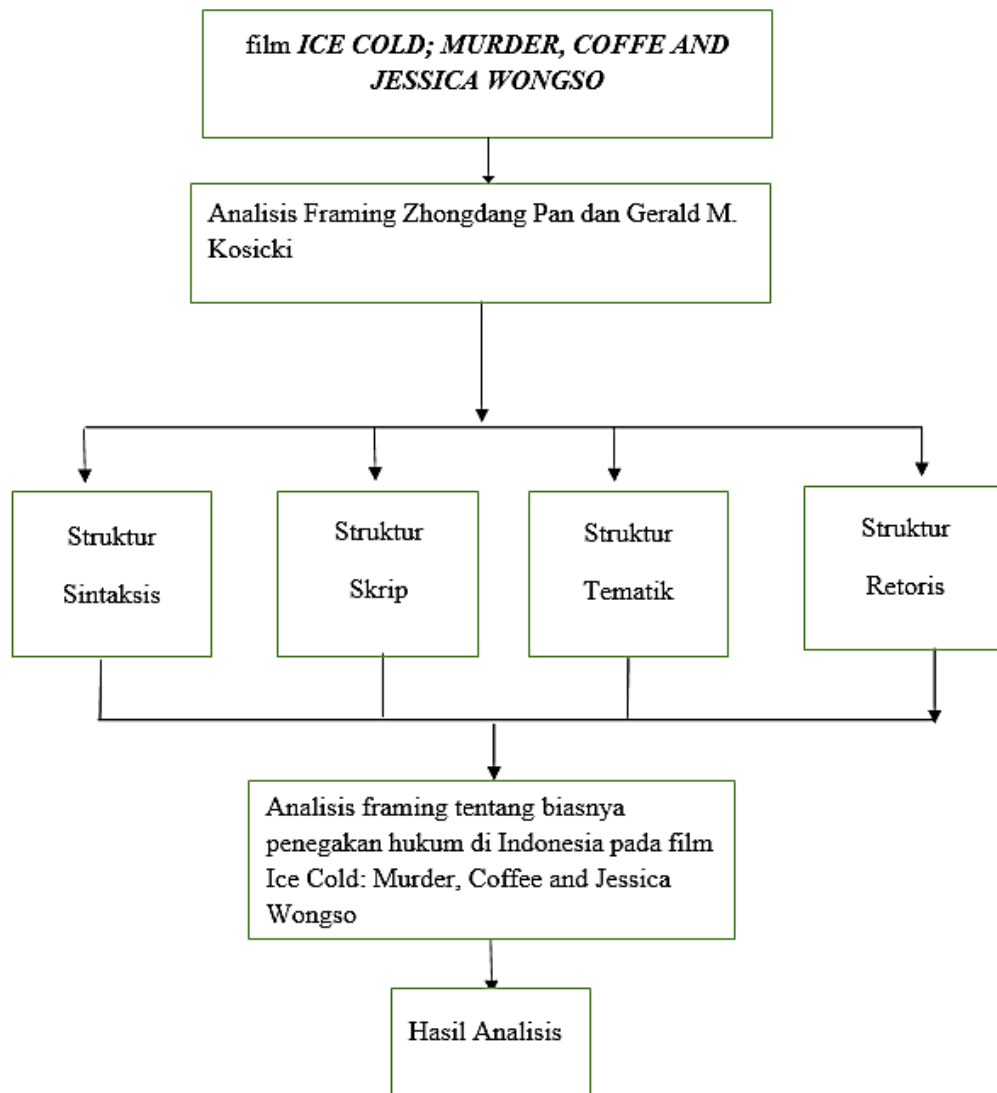 film ICE COLD; MURDER, COFFE AND
JESSICA WONGSO
Analisis Framing Zhongdang Pan dan Gerald M.
Kosicki
Struktur
Sintaksis
Struktur
Skrip
Struktur
Tematik
Struktur
Retoris
Analisis framing tentang biasnya
penegakan hukum di Indonesia pada film
Ice Cold: Murder, Coffee and Jessica
Wongso
Hasil Analisis